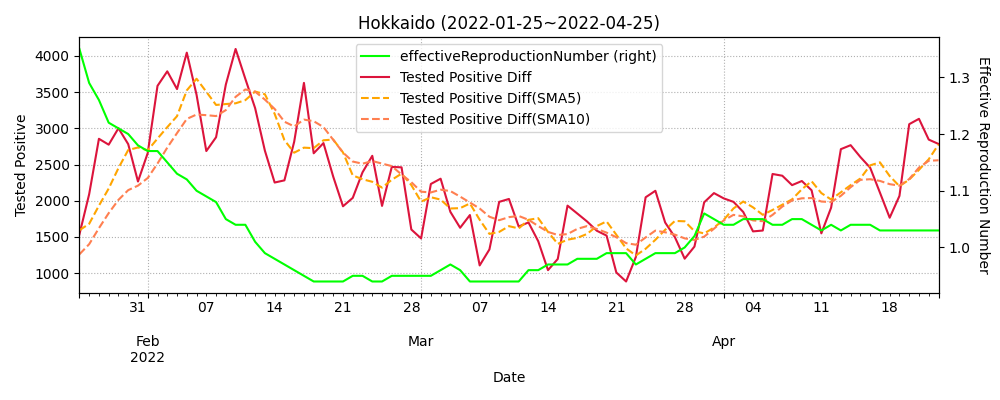 Hokkaido (2022-01-25~2022-04-25)
effectiveReproductionNumber (right)
Tested Positive Diff
Tested Positive Diff(SMA5)
Tested Positive Diff(SMA10)
Tested Positive
4000
3500
3000
2500
2000
1500
1000
1.3
1.2
1.1
1.0
Effective Reproduction Number
31 07 14 21 28 07 14 21 28 04 11 18
Feb Mar Apr
2022
Date